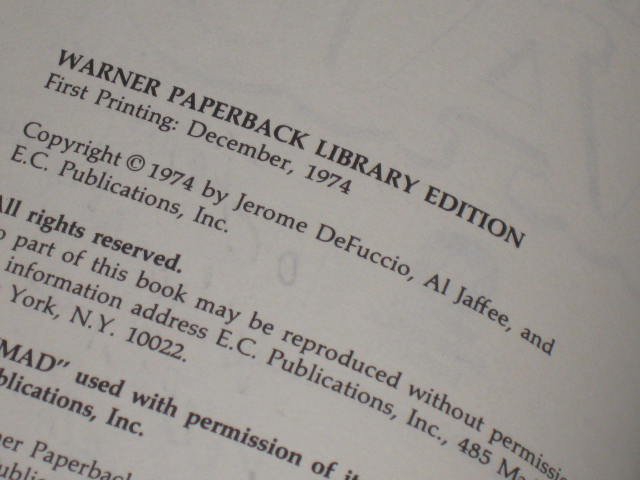 WARNER PAPERBACK LIBRARY EDITION
First Printing: December, 1974
Copyright © 1974 by Jerome DeFuccio, Al Jaffee, and
E.C. Publications, Inc.
All rights reserved.
part of this book may be reproduced without
information address E.C. Publications, Inc., 485
York, N.Y. 10022.
MAD" used with permission of
Inc.
Paperback